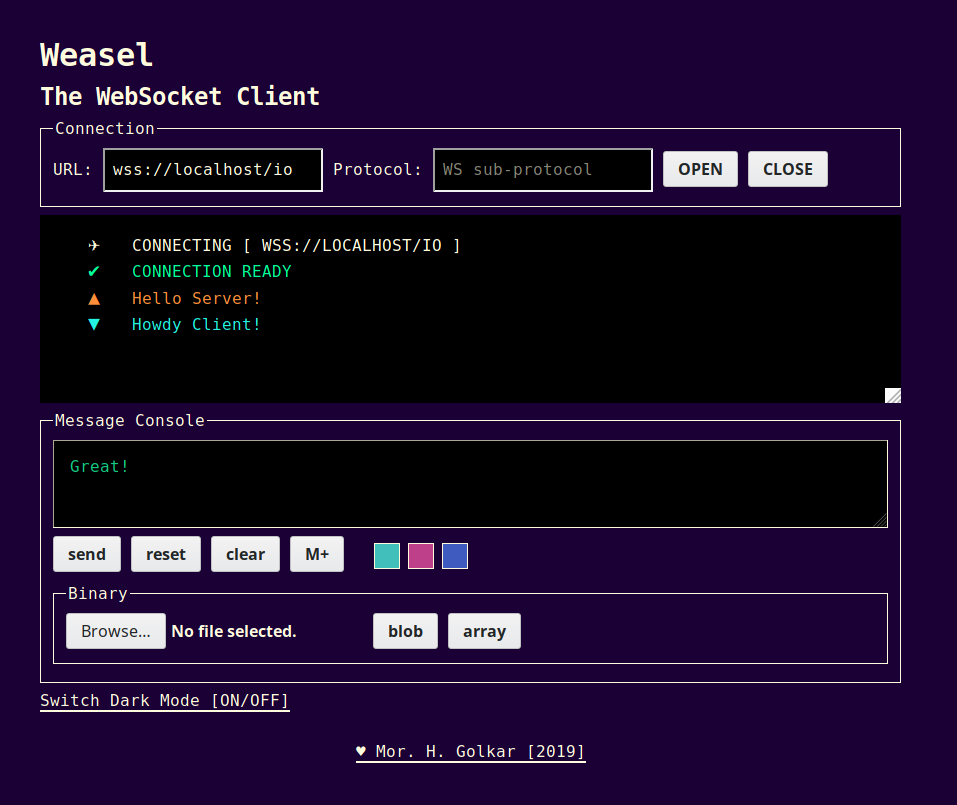 Weasel
The WebSocket Client
Connection
URL: wss://localhost/io Protocol: WS sub-protocol OPEN CLOSE
✈ CONNECTING [ WSS://LOCALHOST/IO ]
✔ CONNECTION READY
▲ Hello Server!
▼ Howdy Client!
Message Console
Great!
send reset clear M+
Binary
Browse... No file selected. blob array
Switch Dark Mode [ON/OFF]
♥ Mor. H. Golkar [2019]